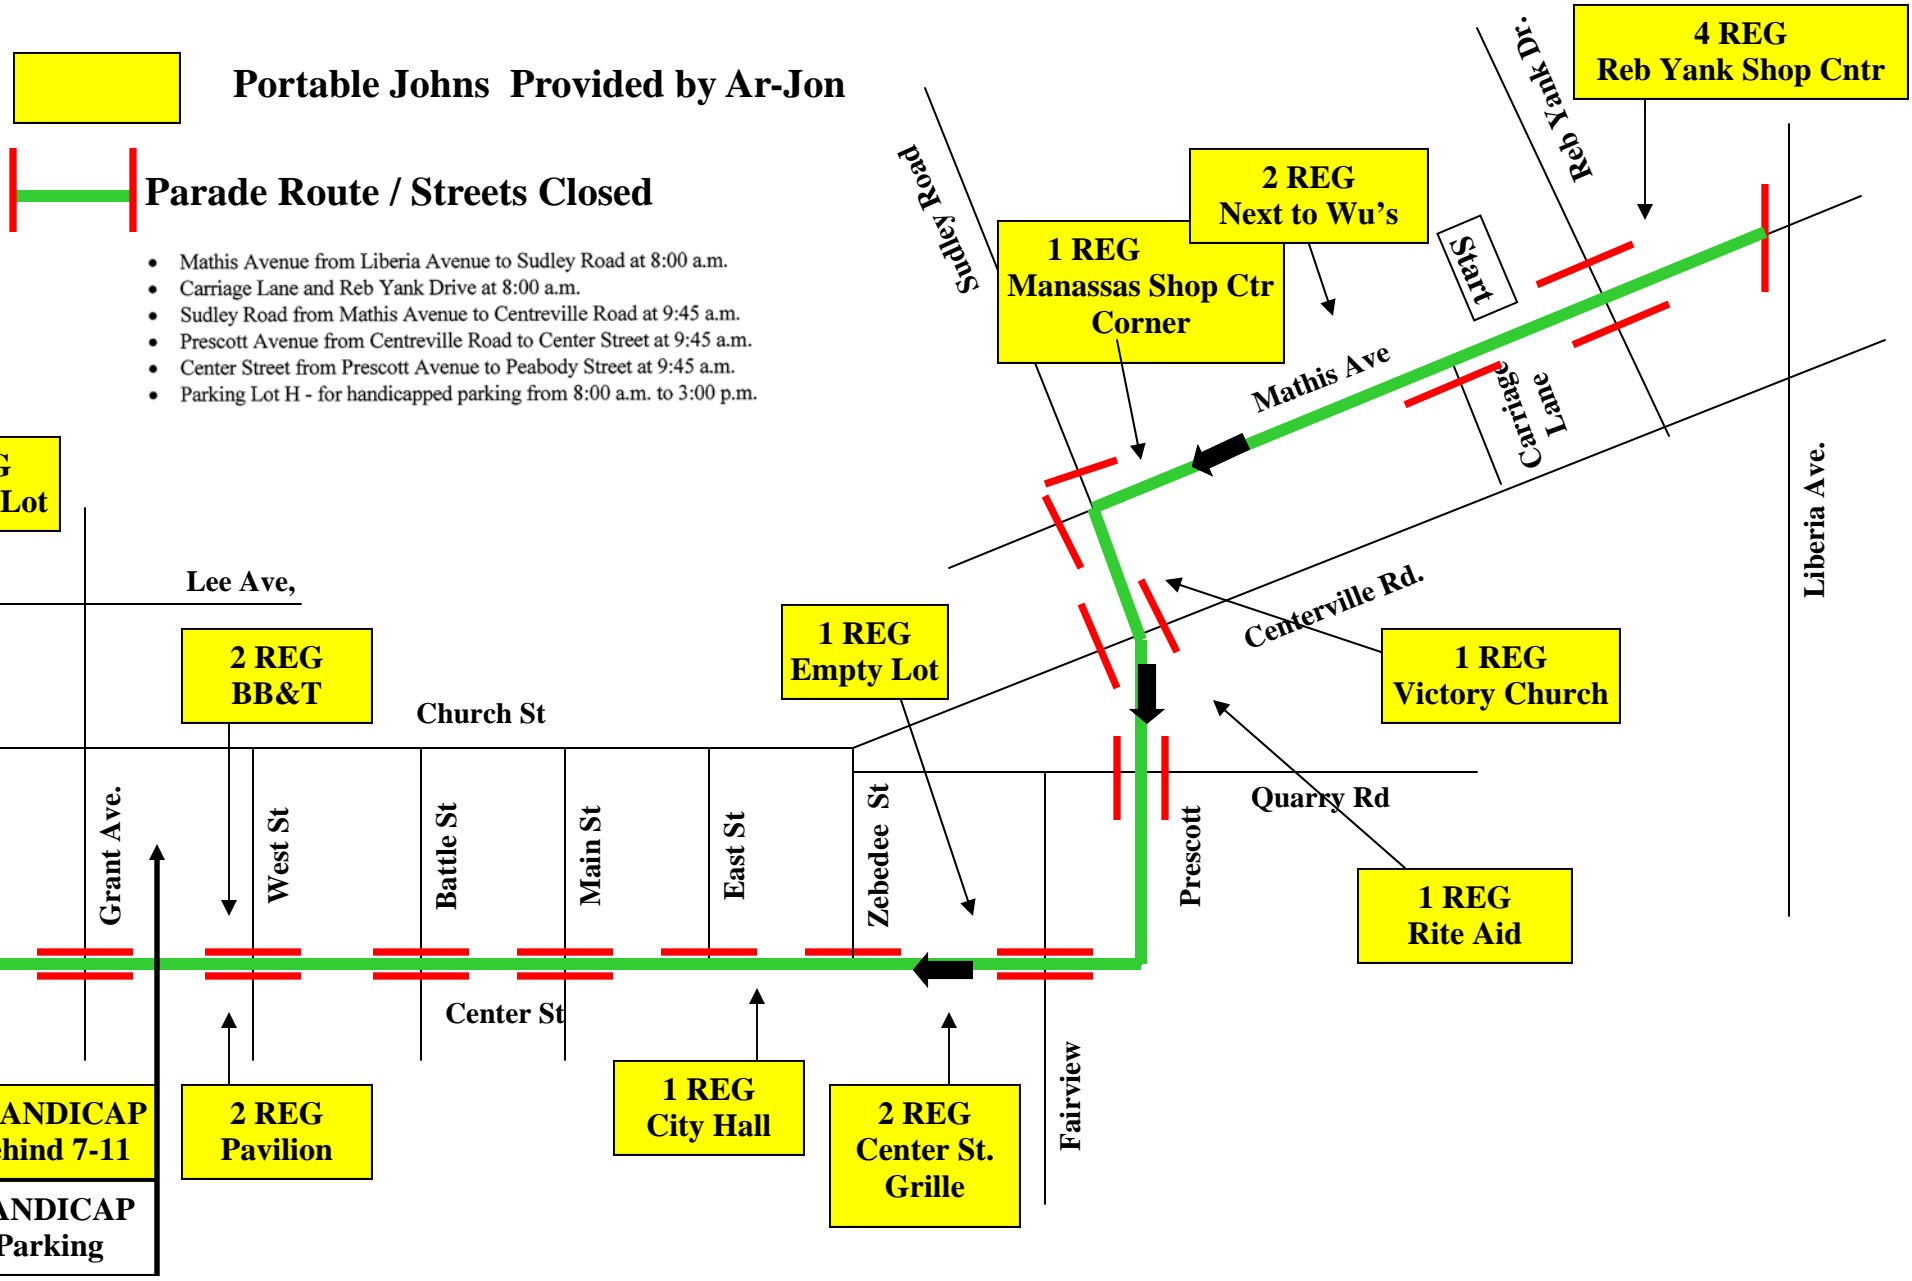 Portable Johns Provided by Ar-Jon
Parade Route / Streets Closed
• Mathis Avenue from Liberia Avenue to Sudley Road at 8:00 a.m.
• Carriage Lane and Reb Yank Drive at 8:00 a.m.
• Sudley Road from Mathis Avenue to Centreville Road at 9:45 a.m.
• Prescott Avenue from Centreville Road to Center Street at 9:45 a.m.
• Center Street from Prescott Avenue to Peabody Street at 9:45 a.m.
• Parking Lot H - for handicapped parking from 8:00 a.m. to 3:00 p.m.
4 REG
Reb Yank Shop Cntr
Reb Yank Dr.
Sudley Road
2 REG
Next to Wu’s
1 REG
Manassas Shop Ctr
Corner
Start
Mathis Ave
Carriage
Lane
Liberia Ave.
G
Lot
Lee Ave,
Centerville Rd.
2 REG
BB&T
1 REG
Empty Lot
1 REG
Victory Church
Church St
Quarry Rd
Grant Ave.
West St
Battle St
Main St
East St
Zebedee St
Prescott
1 REG
Rite Aid
Center St
Fairview
ANDICAP
ehind 7-11
2 REG
Pavilion
1 REG
City Hall
2 REG
Center St.
Grille
ANDICAP
Parking